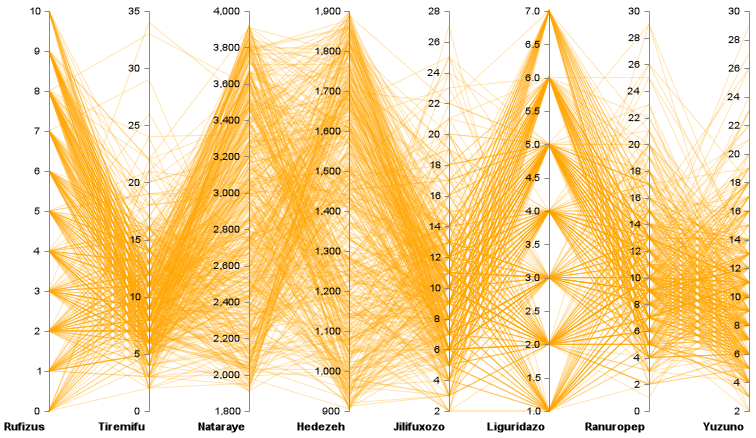 10 35 4,000 1,900 28 7.0 30 30
9 8 7 6 5 4 3 2 1 0
30 25 20 15 10 5 0
3,800 3,600 3,400 3,200 3,000 2,800 2,600 2,400 2,200 2,000 1,800
1,800 1,700 1,600 1,500 1,400 1,300 1,200 1,100 1,000 900
26 24 22 20 18 16 14 12 10 8 6 4 2
6.5 6.0 5.5 5.0 4.5 4.0 3.5 3.0 2.5 2.0 1.5 1.0
28 26 24 22 20 18 16 14 12 10 8 6 4 2 0
28 26 24 22 20 18 16 14 12 10 8 6 4 2
Rufizus Tiremifu Nataraye Hedezeh Jilifuxozo Liguridazo Ranuropep Yuzuno